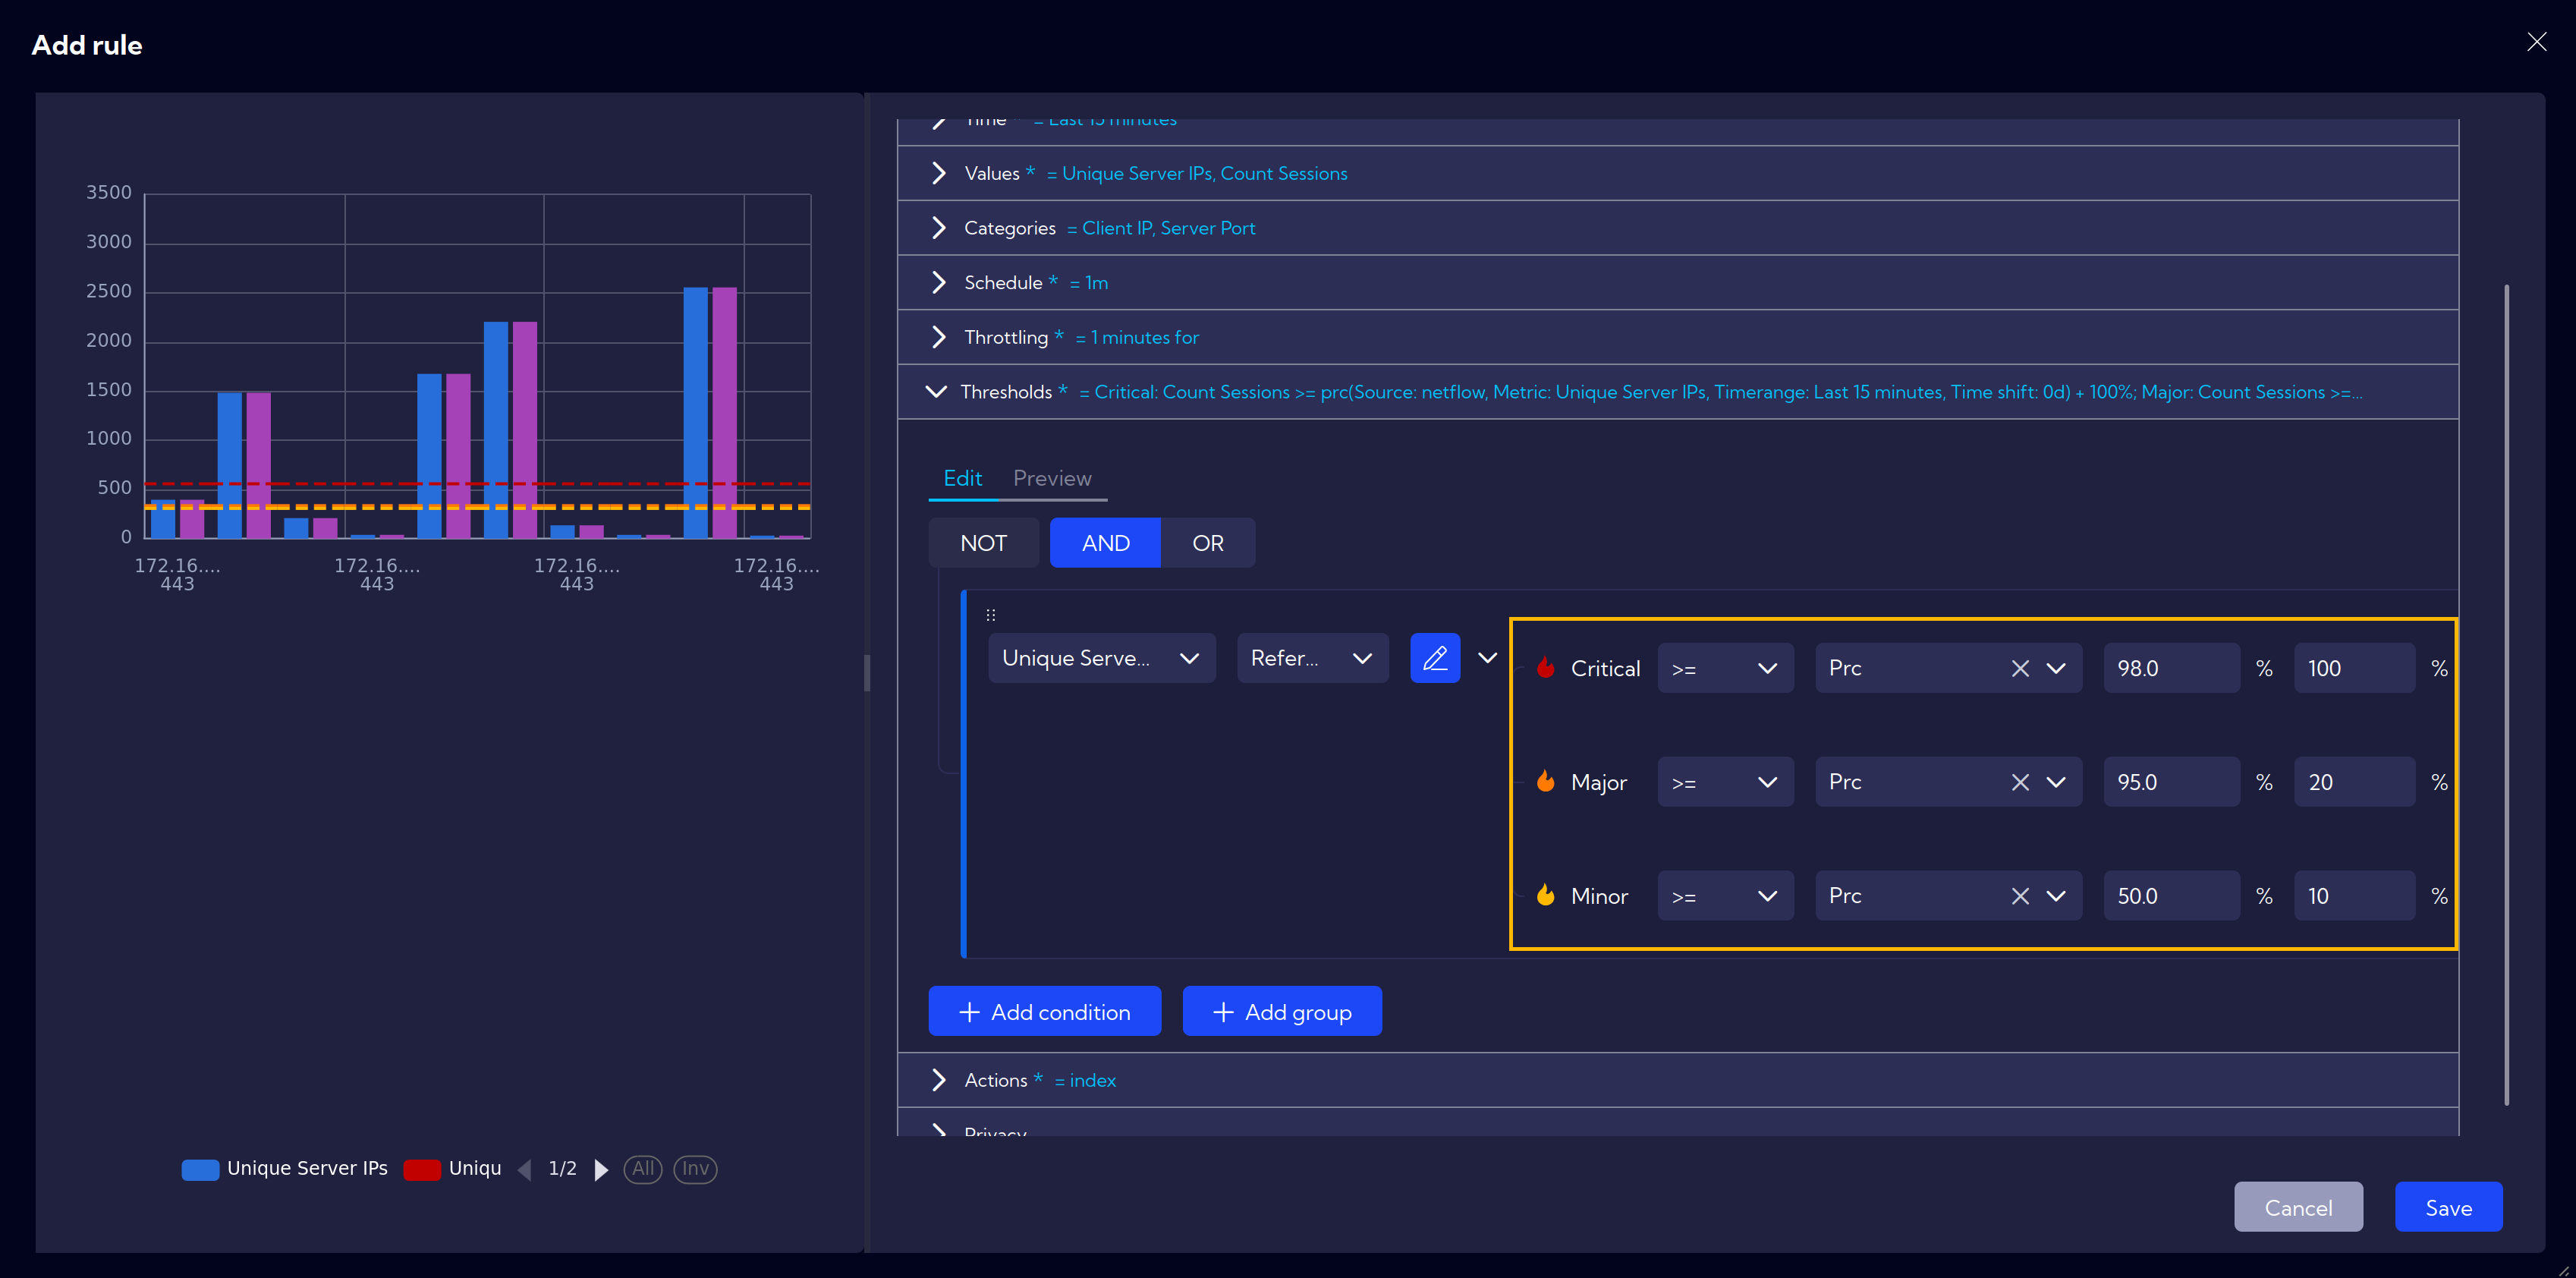 Add rule
3500
3000
2500
2000
1500
1000
500
0
172.16.... 172.16.... 172.16.... 172.16....
443 443 443 443
Unique Server IPs Uniqu 1/2 All Inv
Time * = Last 15 minutes
Values * = Unique Server IPs, Count Sessions
Categories = Client IP, Server Port
Schedule * = 1m
Throttling * = 1 minutes for
Thresholds * = Critical: Count Sessions >= prc(Source: netflow, Metric: Unique Server IPs, Timerange: Last 15 minutes, Time shift: 0d) + 100%; Major: Count Sessions >=...
Edit Preview
NOT AND OR
Unique Serve... Refer... Critical >= Prc 98.0 % 100 %
Major >= Prc 95.0 % 20 %
Minor >= Prc 50.0 % 10 %
+ Add condition + Add group
Actions * = index
Privacy
Cancel Save